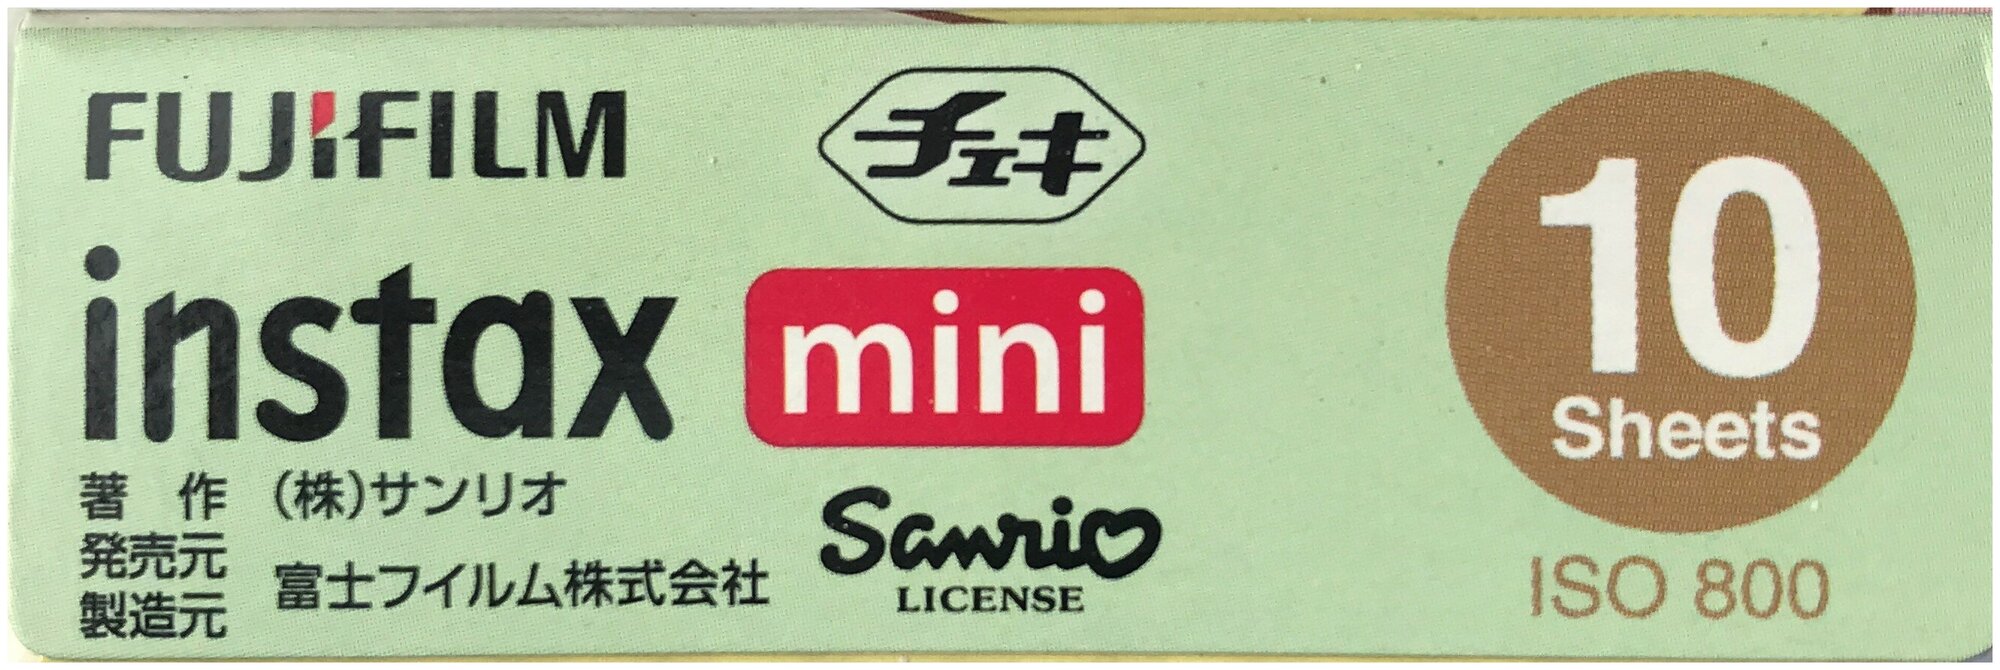 FUJIFILM
チェキ
instax mini
10
Sheets
ISO 800
著　作 (株)サンリオ
発売元
製造元 富士フイルム株式会社
Sanrio
LICENSE